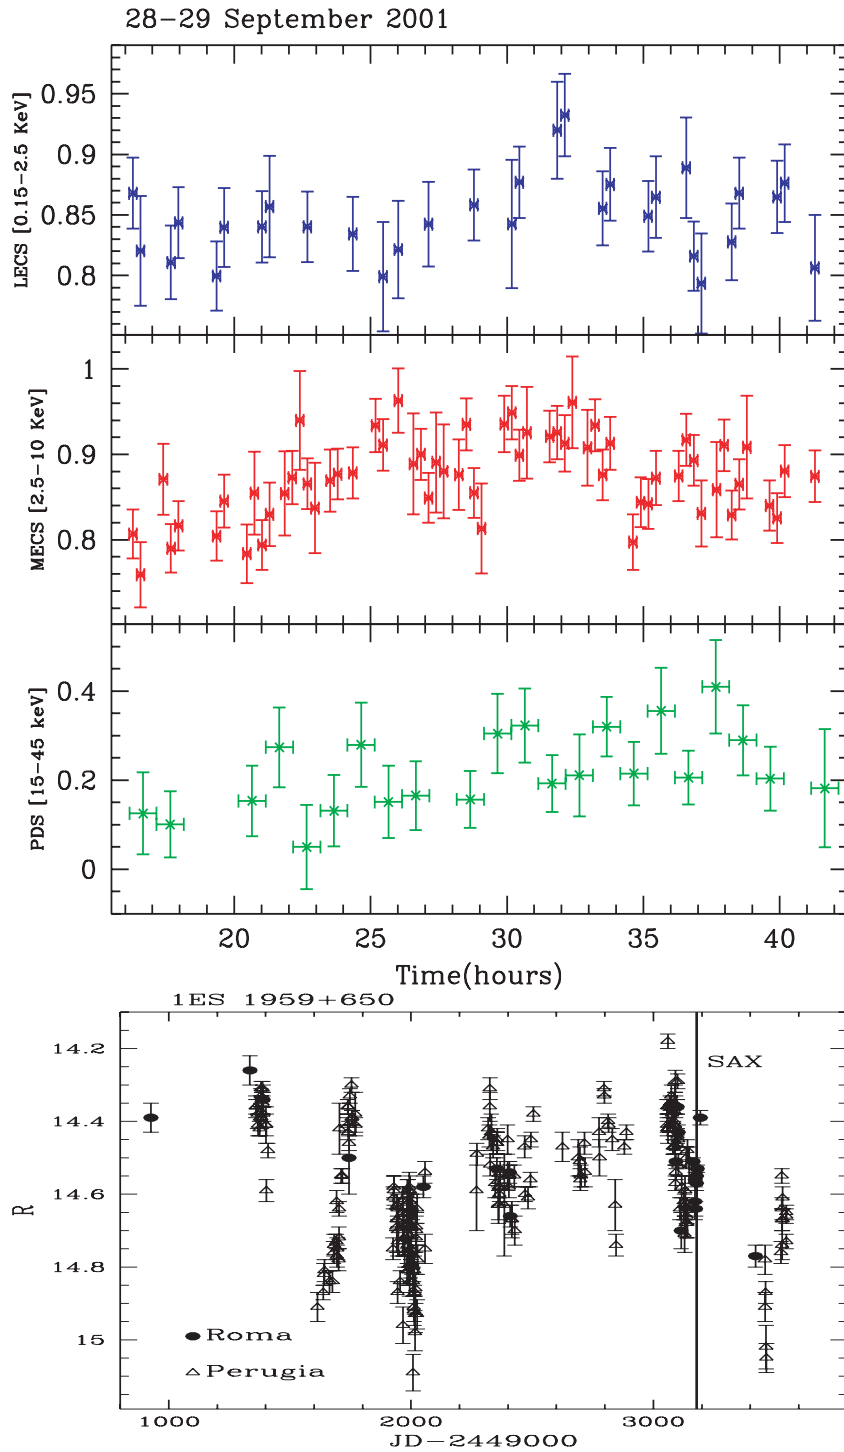 28-29 September 2001
LECS [0.15-2.5 KeV]
0.95
0.9
0.85
0.8
MECS [2.5-10 KeV]
1
0.9
0.8
PDS [15-45 keV]
0.4
0.2
0
20 25 30 35 40
Time(hours)
1ES 1959+650
R
14.2
14.4
14.6
14.8
15
SAX
Roma
Perugia
1000 2000 3000
JD-2449000